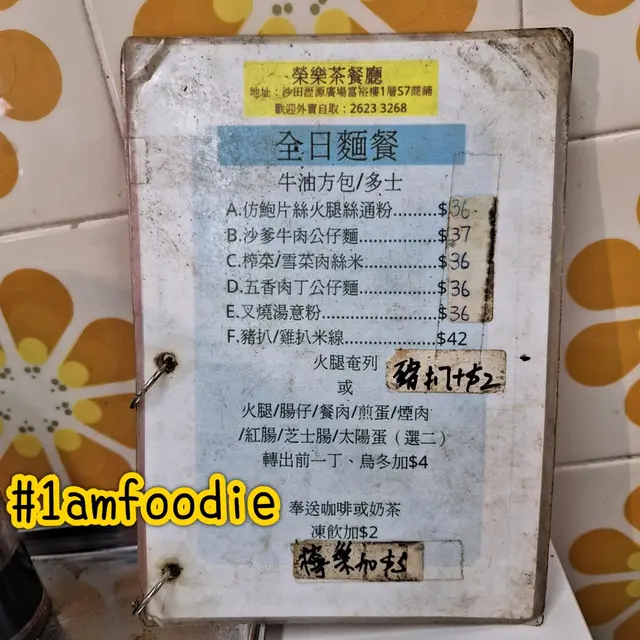 榮樂茶餐廳
地址：沙田瀝源廣場富裕樓1層S7商鋪
歡迎外賣自取：2623 3268
全日麵餐
牛油方包/多士
A.仿鮑片絲火腿絲通粉.........$36
B.沙爹牛肉公仔麵................$37
C.榨菜/雪菜肉絲米...............$36
D.五香肉丁公仔麵................$36
E.叉燒湯意粉.......................$36
F.豬扒/雞扒米線..................$42
火腿奄列
豬扒+$2
或
火腿/腸仔/餐肉/煎蛋/煙肉
/紅腸/芝士腸/太陽蛋（選二）
轉出前一丁、烏冬加$4
#1amfoodie
奉送咖啡或奶茶
凍飲加$2
樂加